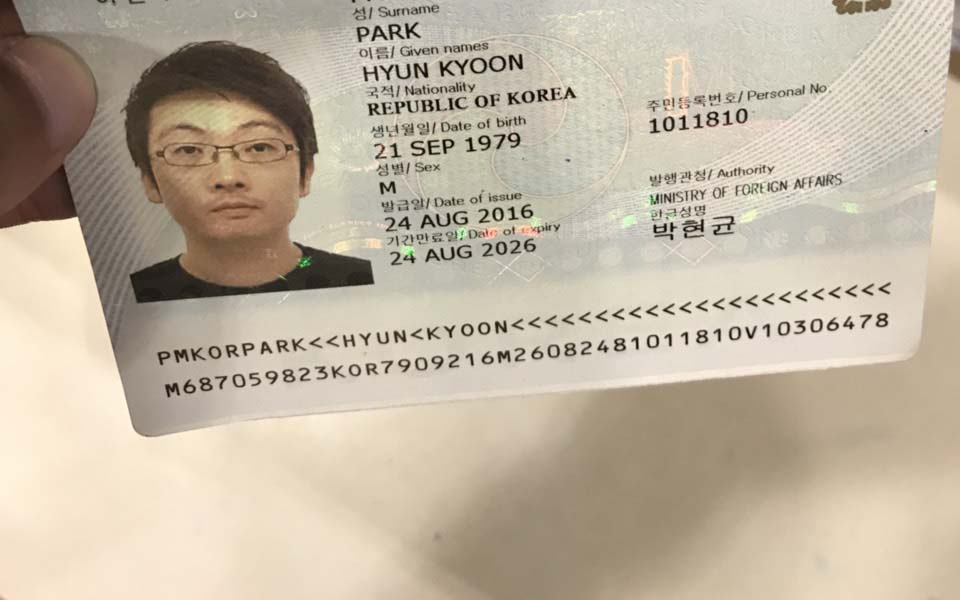 성/ Surname
PARK
이름/ Given names
HYUN KYOON
국적/ Nationality
REPUBLIC OF KOREA
생년월일/ Date of birth
21 SEP 1979
성별/ Sex
M
발급일/ Date of issue
24 AUG 2016
기간만료일/ Date of expiry
24 AUG 2026
주민등록번호/ Personal No.
1011810
발행관청/ Authority
MINISTRY OF FOREIGN AFFAIRS
한글성명
박현균
PMKORPARK<<HYUN<KYOON<<<<<<<<<<<<<<<<<<<<<<<
M687059823KOR7909216M26082481011810V10306478